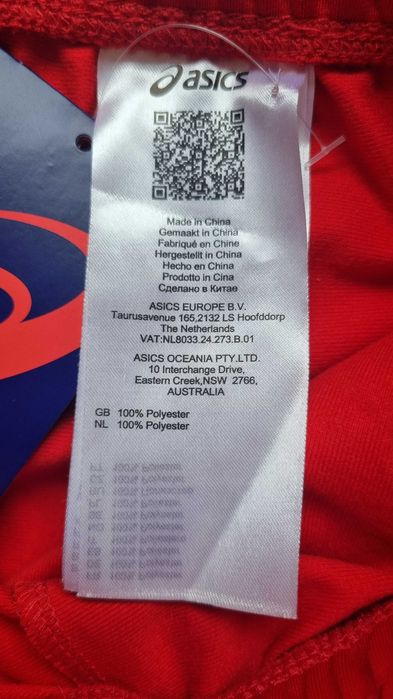 asics
Made in China
Gemaakt in China
Fabriqué en Chine
Hergestellt in China
Hecho en China
Prodotto in Cina
Сделано в Китае
ASICS EUROPE B.V.
Taurusavenue 165,2132 LS Hoofddorp
The Netherlands
VAT:NL8033.24.273.B.01
ASICS OCEANIA PTY.LTD.
10 Interchange Drive,
Eastern Creek,NSW 2766,
AUSTRALIA
GB 100% Polyester
NL 100% Polyester